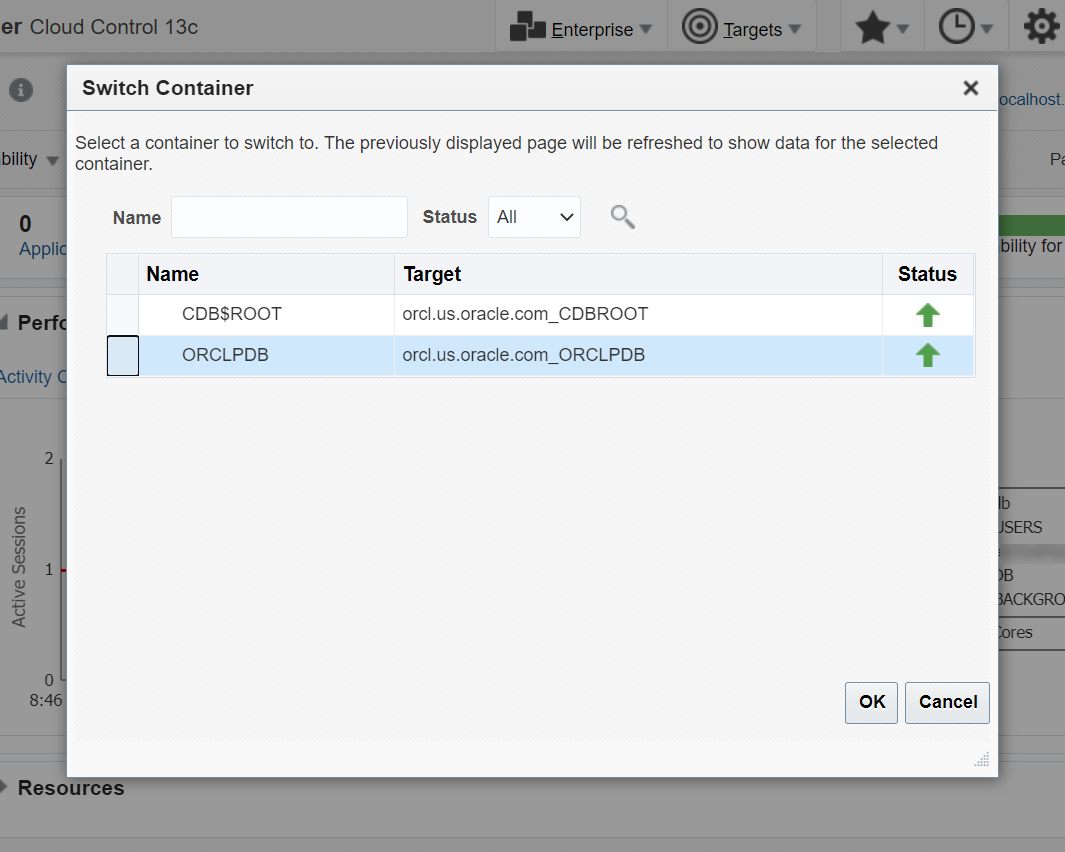 er Cloud Control 13c
Enterprise
Targets
Switch Container
ocalhost.
Select a container to switch to. The previously displayed page will be refreshed to show data for the selected
container.
bility
Pa
Name
Status
All
0
Applic
bility for
Name
Target
Status
CDB$ROOT
orcl.us.oracle.com_CDBROOT
Perfo
ORCLPDB
orcl.us.oracle.com_ORCLPDB
Activity C
2
Active Sessions
1
0
8:46
lb
USERS
DB
BACKGRO
Cores
OK
Cancel
Resources